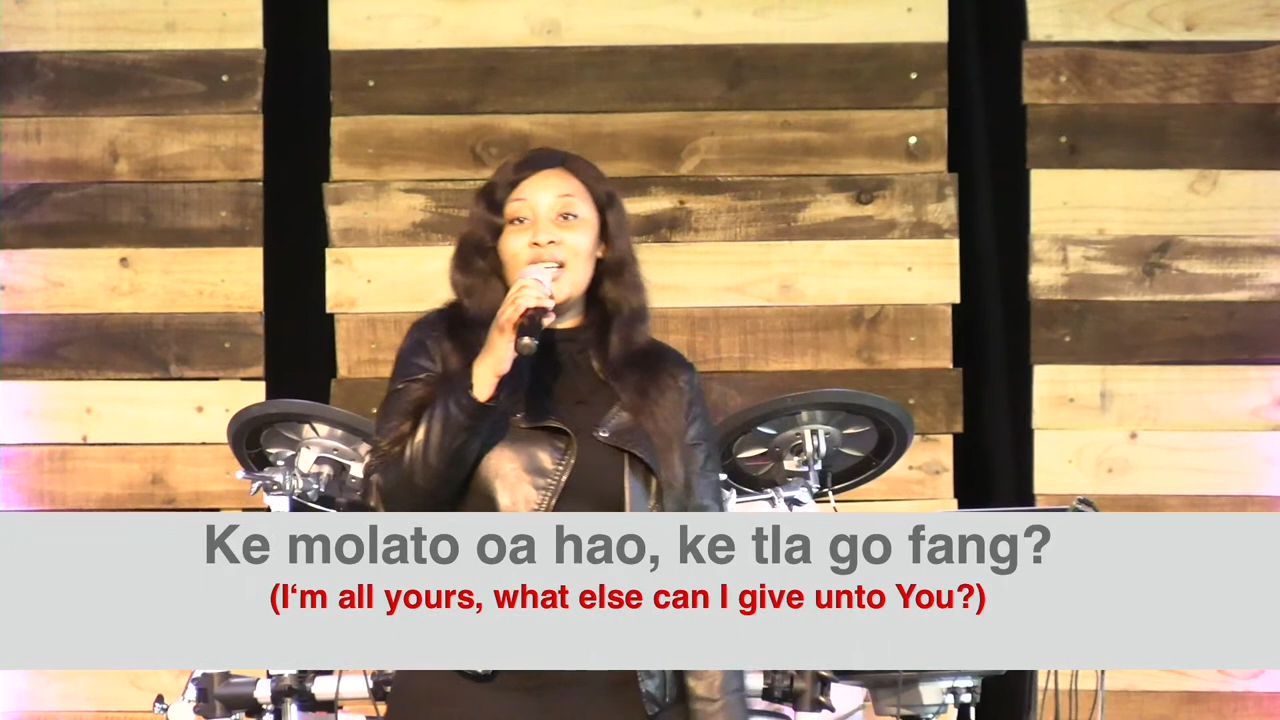 Ke molato oa hao, ke tla go fang?
(I‘m all yours, what else can I give unto You?)